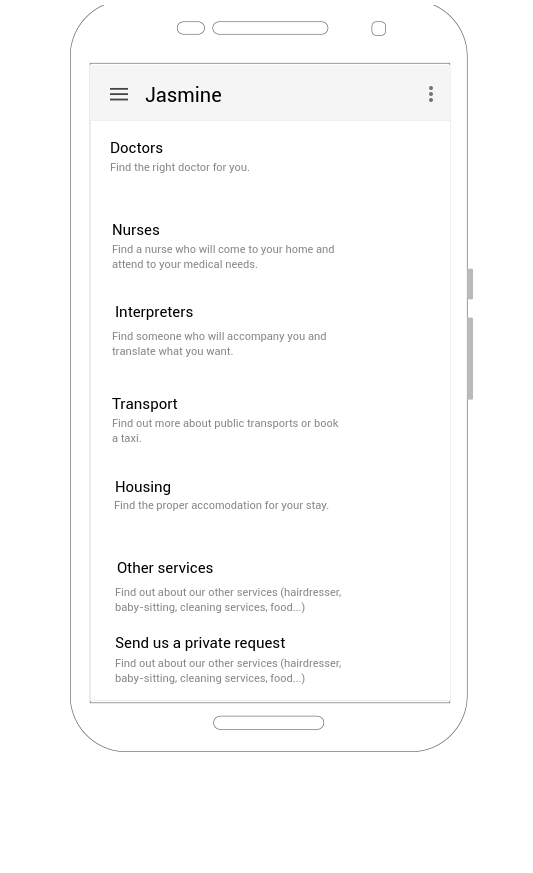 Jasmine
Doctors
Find the right doctor for you.
Nurses
Find a nurse who will come to your home and
attend to your medical needs.
Interpreters
Find someone who will accompany you and
translate what you want.
Transport
Find out more about public transports or book
a taxi.
Housing
Find the proper accomodation for your stay.
Other services
Find out about our other services (hairdresser,
baby-sitting, cleaning services, food...)
Send us a private request
Find out about our other services (hairdresser,
baby-sitting, cleaning services, food...)